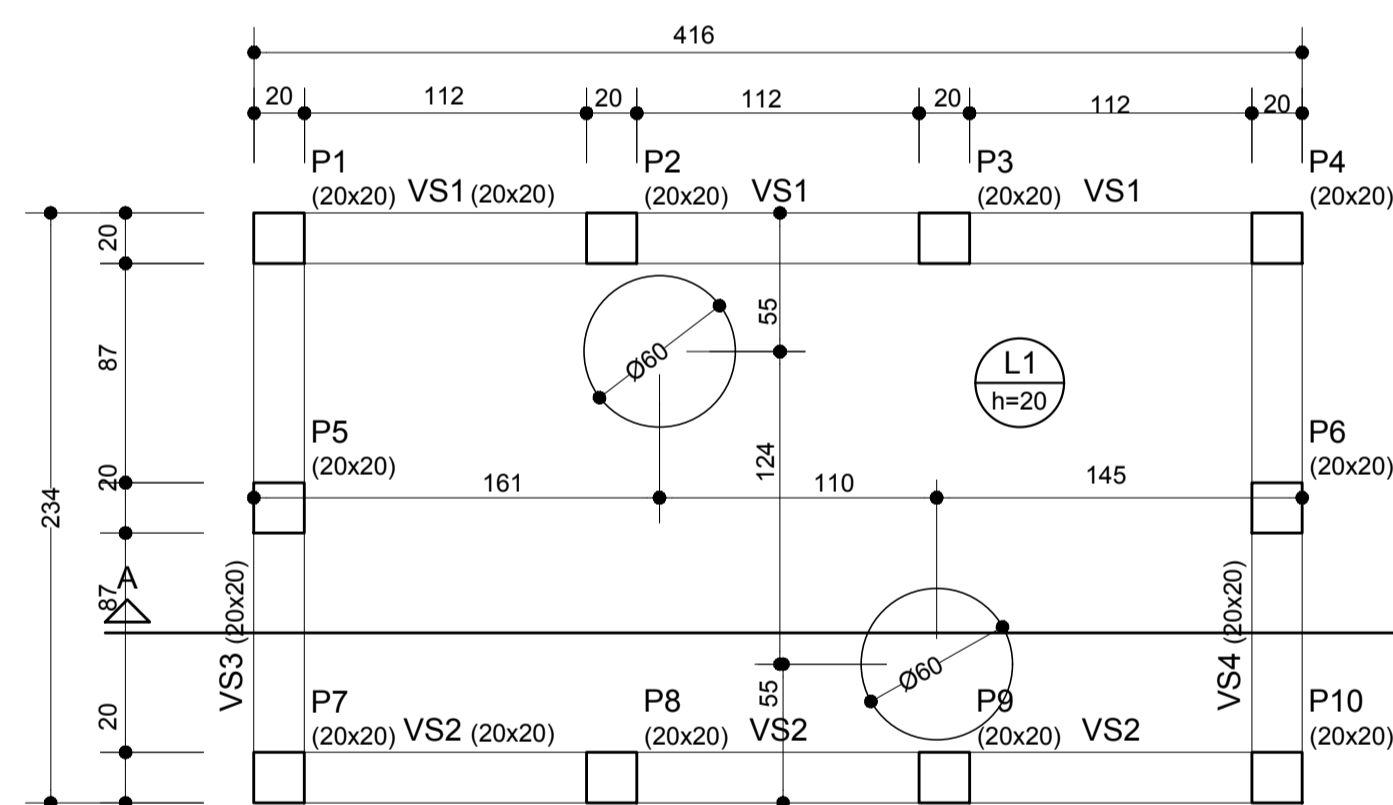 416
20 112 20 112 20 112 20
P1 P2 P3 P4
(20x20) VS1 (20x20) (20x20) VS1 (20x20) VS1 (20x20)
20
55
87
Ø60
L1
h=20
P5 P6
(20x20) (20x20)
124
20
161 110 145
234
A
87
VS3 (20x20)
VS4 (20x20)
Ø60
55
20
P7 P8 P9 P10
(20x20) VS2 (20x20) (20x20) VS2 (20x20) VS2 (20x20)